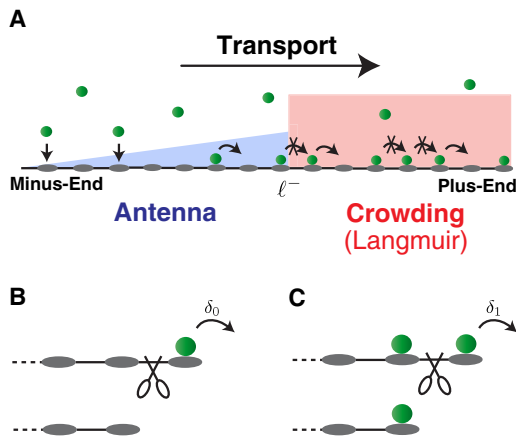 A
Transport
Minus-End
ℓ⁻
Plus-End
Antenna
Crowding
(Langmuir)
B
δ₀
C
δ₁